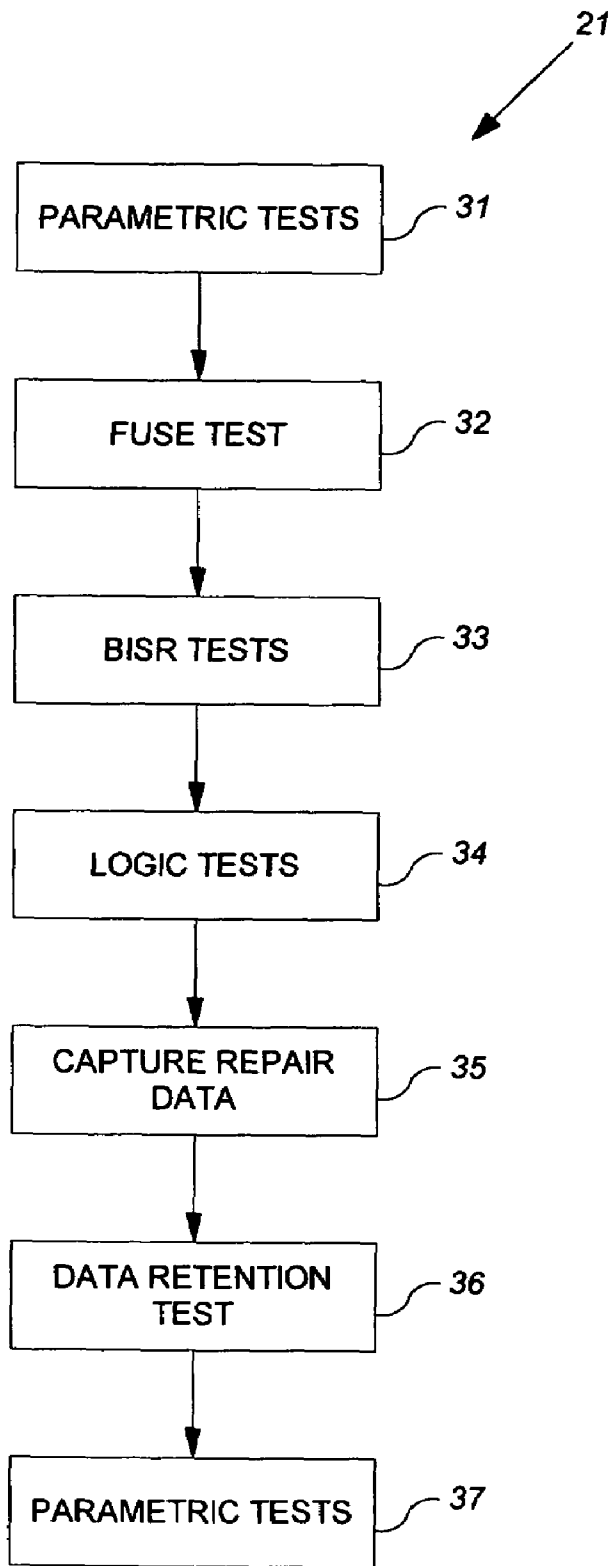 21
PARAMETRIC TESTS
31
FUSE TEST
32
BISR TESTS
33
LOGIC TESTS
34
CAPTURE REPAIR
DATA
35
DATA RETENTION
TEST
36
PARAMETRIC TESTS
37